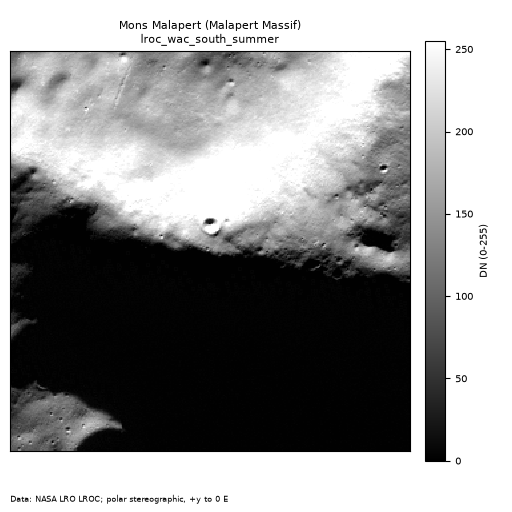 Mons Malapert (Malapert Massif)
lroc_wac_south_summer
250
200
150
100
50
0
DN (0-255)
Data: NASA LRO LROC; polar stereographic, +y to 0 E